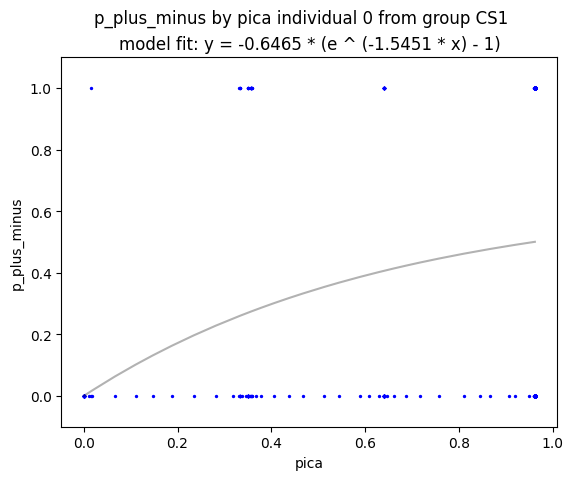 p_plus_minus by pica individual 0 from group CS1
model fit: y = -0.6465 * (e ^ (-1.5451 * x) - 1)
1.0
0.8
0.6
0.4
0.2
0.0
p_plus_minus
0.0 0.2 0.4 0.6 0.8 1.0
pica